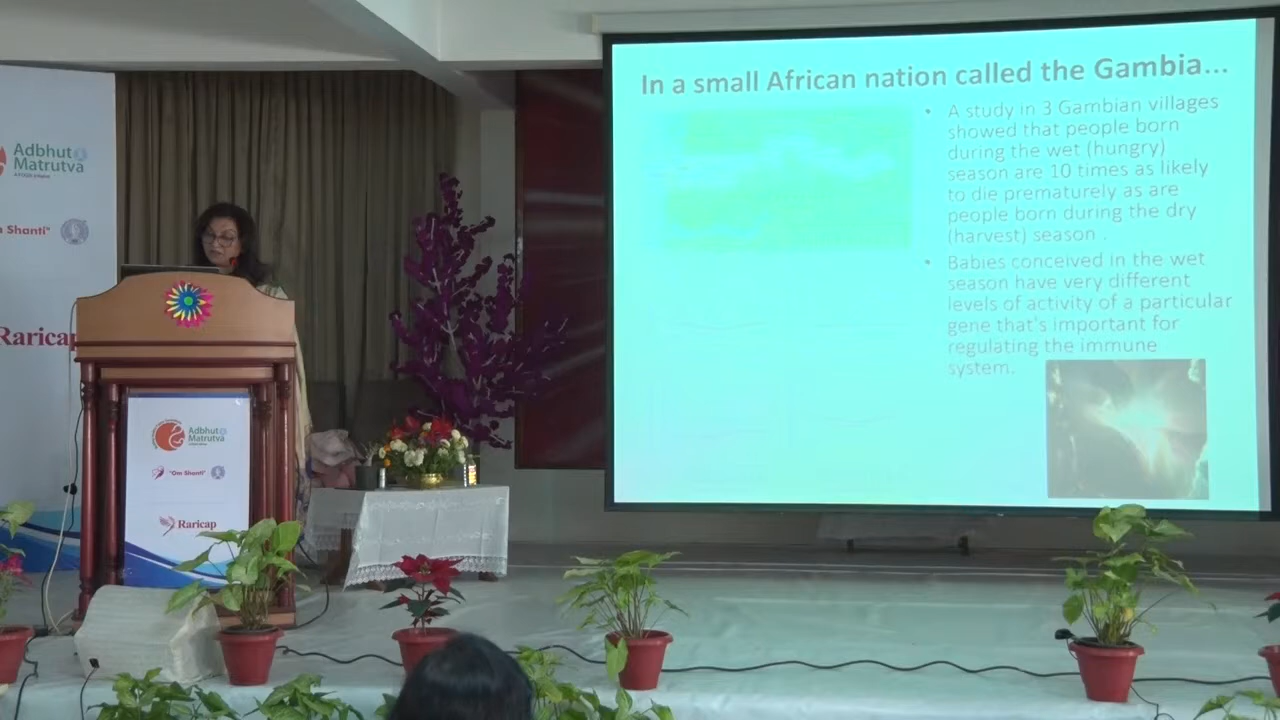 In a small African nation called the Gambia...
• A study in 3 Gambian villages
showed that people born
during the wet (hungry)
season are 10 times as likely
to die prematurely as are
people born during the dry
(harvest) season .
• Babies conceived in the wet
season have very different
levels of activity of a particular
gene that's important for
regulating the immune
system.
Adbhut
Matrutva
Shanti"
Raricap
Adbhut
Matrutva
"Om Shanti"
Raricap